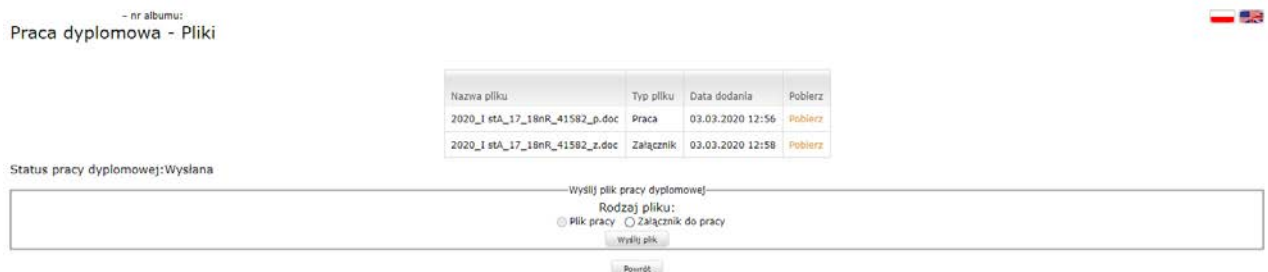 – nr albumu:
Praca dyplomowa - Pliki
Nazwa pliku Typ pliku Data dodania Pobierz
2020_I stA_17_18nR_41582_p.doc Praca 03.03.2020 12:56 Pobierz
2020_I stA_17_18nR_41582_z.doc Załącznik 03.03.2020 12:58 Pobierz
Status pracy dyplomowej:Wysłana
Wyślij plik pracy dyplomowej
Rodzaj pliku:
Plik pracy Załącznik do pracy
Wyślij plik
Powrót